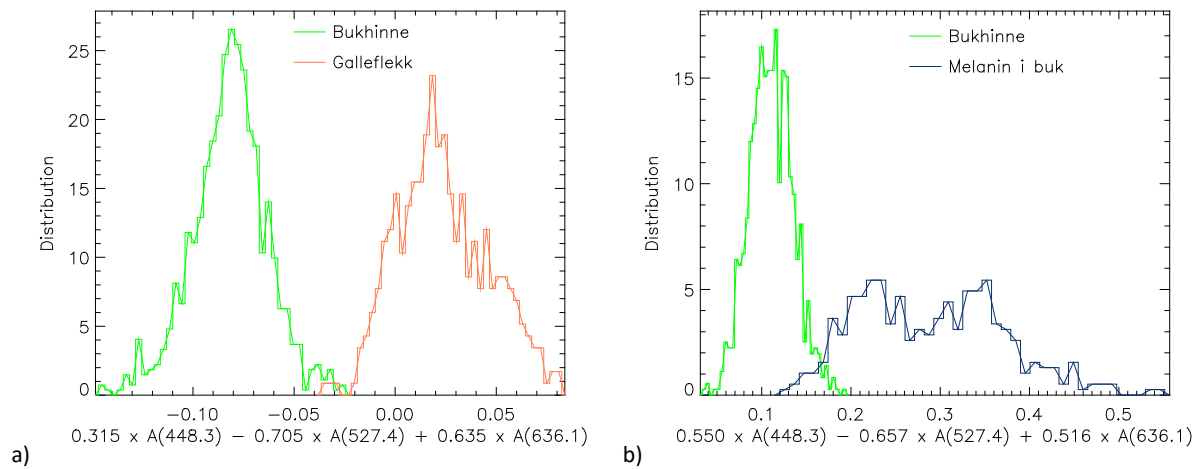 Bukhinne
Galleflekk
25
20
15
10
5
0
Distribution
−0.10 −0.05 0.00 0.05
0.315 x A(448.3) − 0.705 x A(527.4) + 0.635 x A(636.1)
a)
Bukhinne
Melanin i buk
15
10
5
0
Distribution
0.1 0.2 0.3 0.4 0.5
0.550 x A(448.3) − 0.657 x A(527.4) + 0.516 x A(636.1)
b)